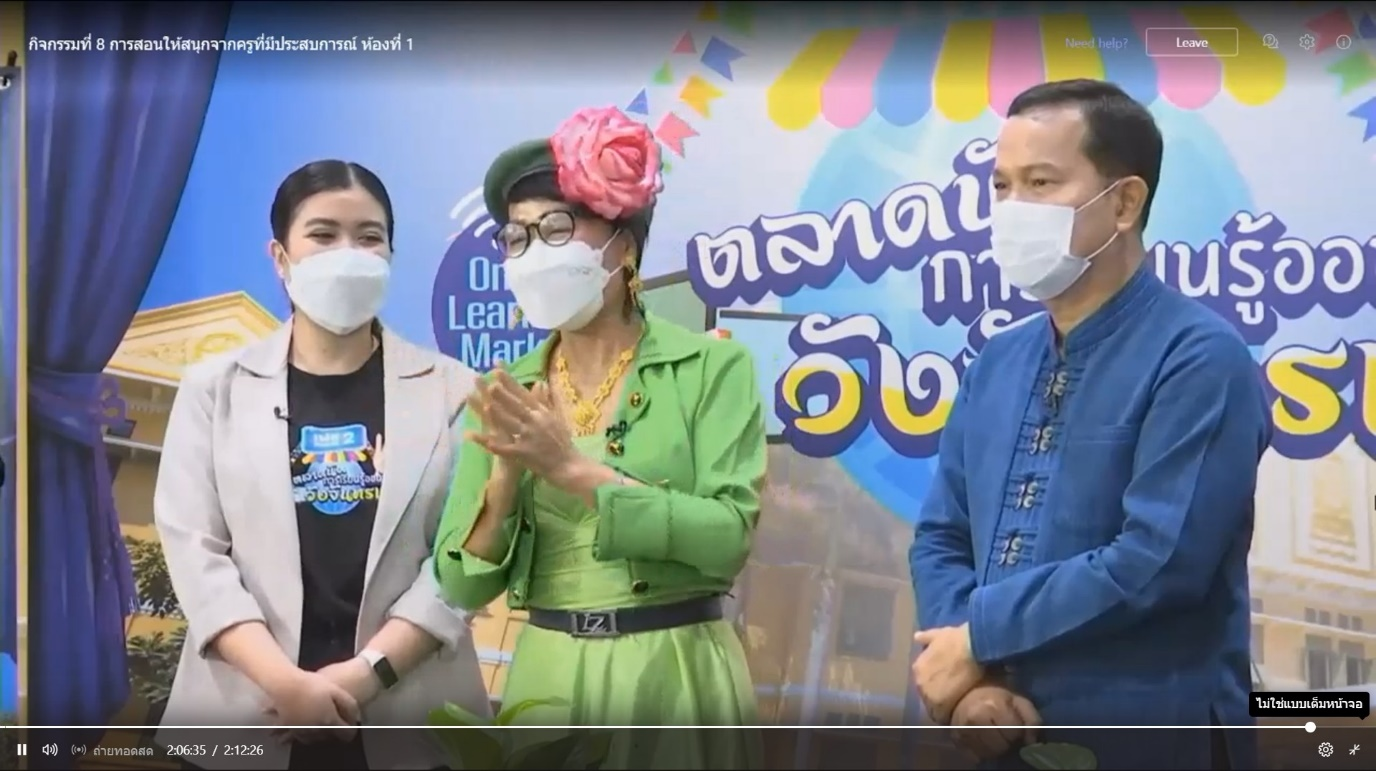 กิจกรรมที่ 8 การสอนให้สนุกจากครูที่มีประสบการณ์ ห้องที่ 1
Need help?
Leave
ตลาดนั
เรียนรู้ออ
On
Lear
Mark
วัง
ไม่ใช่แบบเต็มหน้าจอ
ถ่ายทอดสด
2:06:35 / 2:12:26